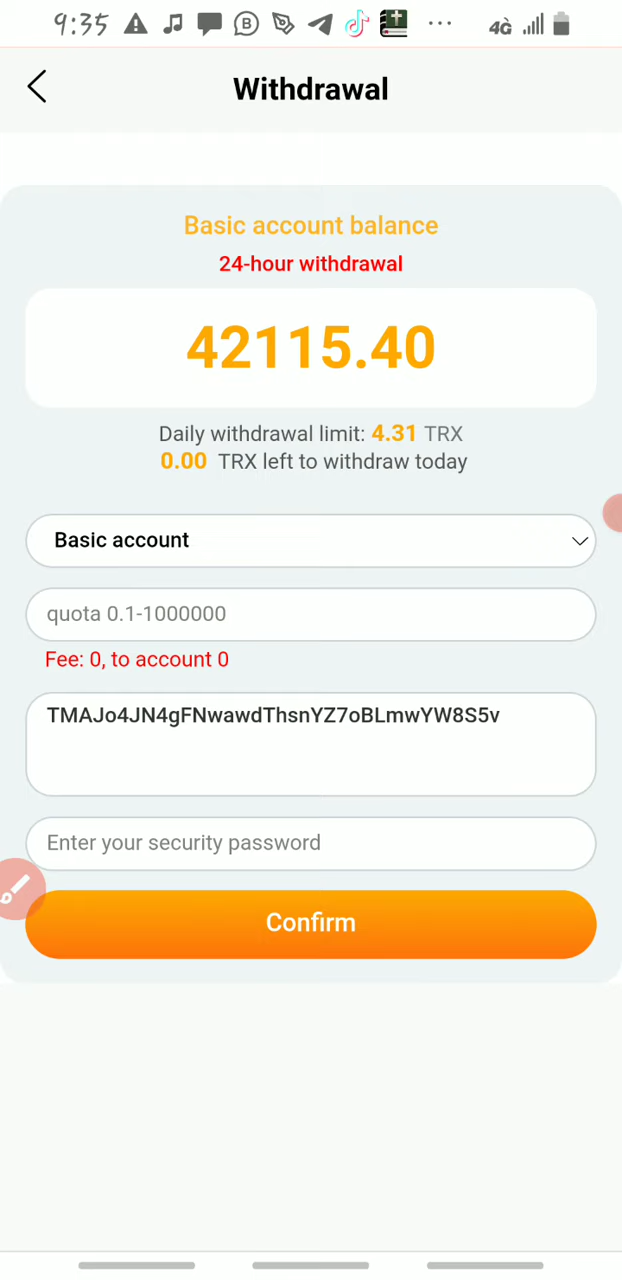 9:35 4G
Withdrawal
Basic account balance
24-hour withdrawal
42115.40
Daily withdrawal limit: 4.31 TRX
0.00 TRX left to withdraw today
Basic account
quota 0.1-1000000
Fee: 0, to account 0
TMAJo4JN4gFNwawdThsnYZ7oBLmwYW8S5v
Enter your security password
Confirm